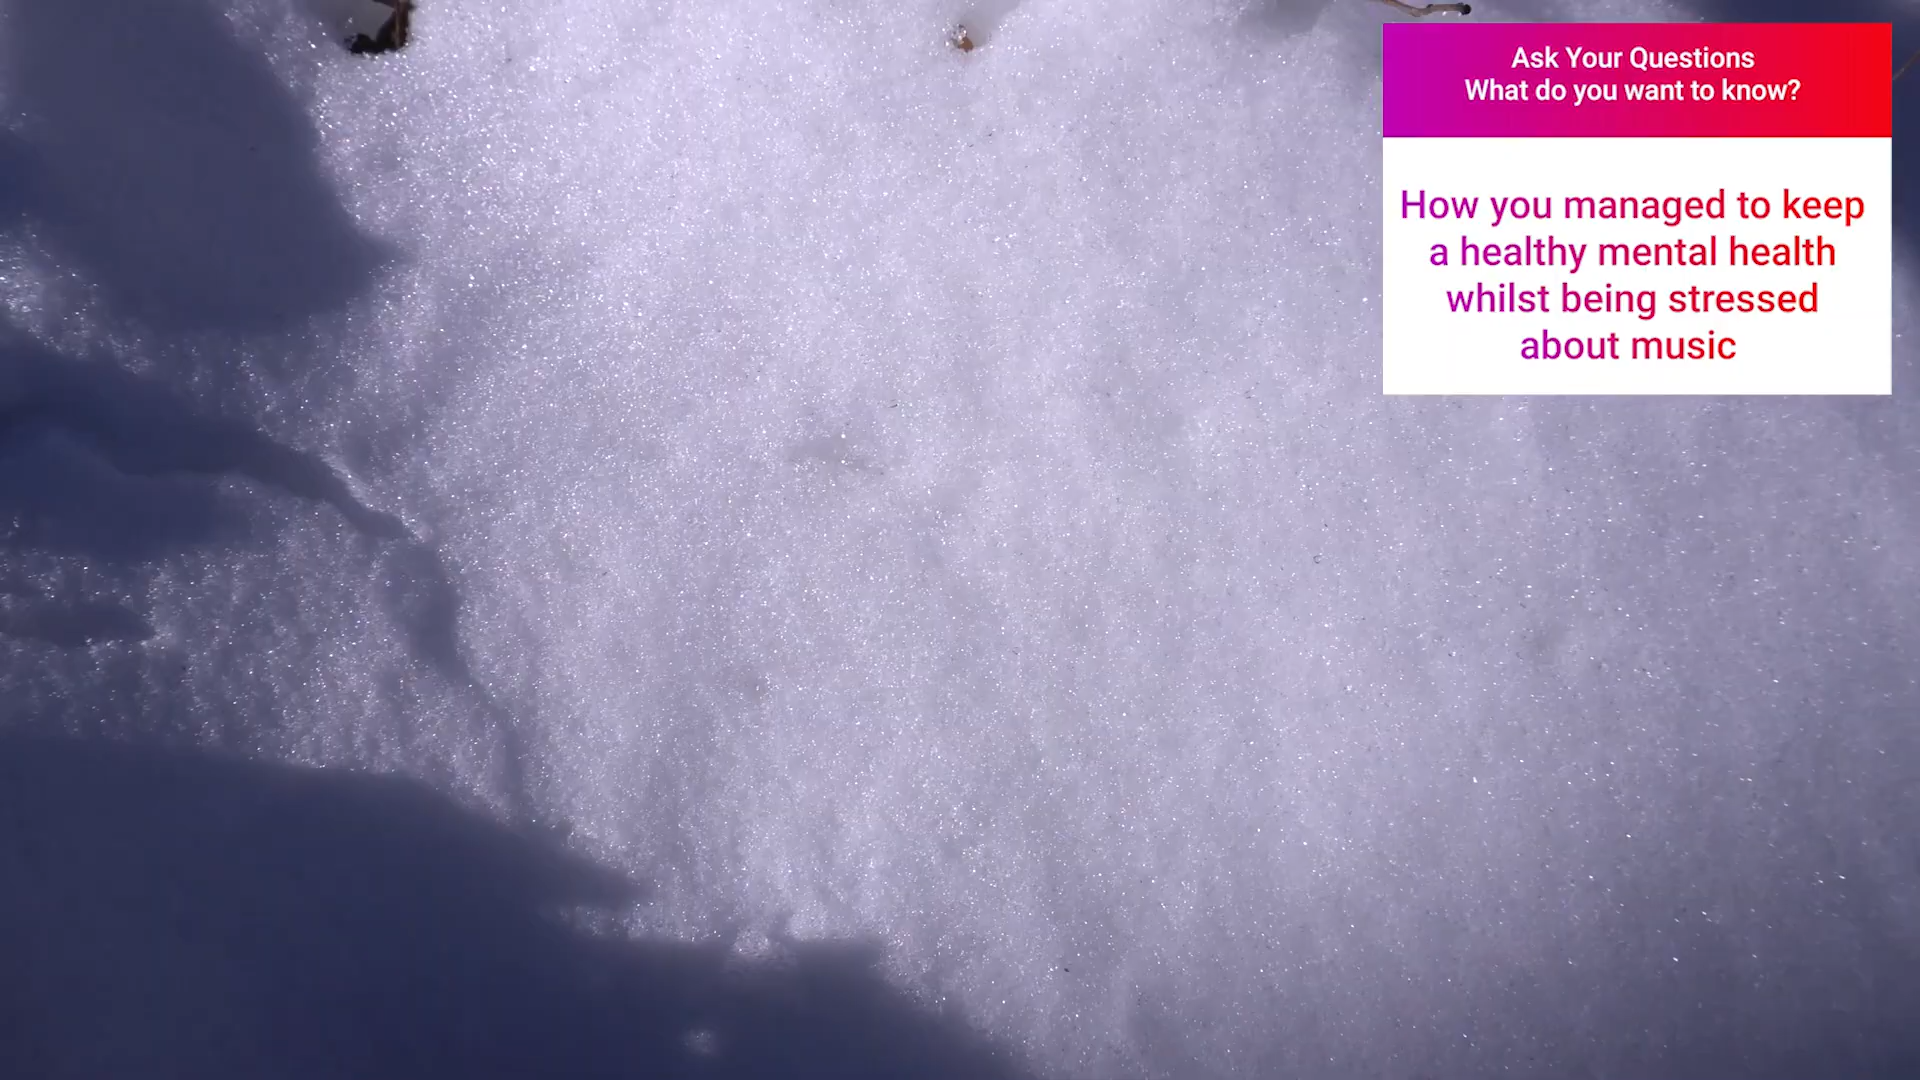 Ask Your Questions
What do you want to know?
How you managed to keep
a healthy mental health
whilst being stressed
about music